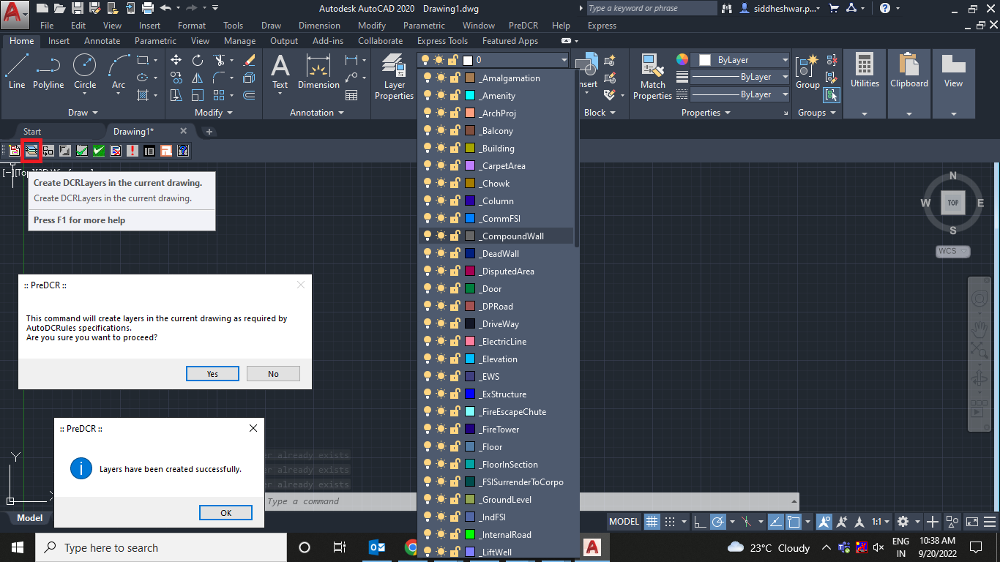 Autodesk AutoCAD 2020 Drawing1.dwg
Type a keyword or phrase
siddheshwar.p...
File Edit View Insert Format Tools Draw Dimension Modify Parametric Window PreDCR Help Express
Home Insert Annotate Parametric View Manage Output Add-ins Collaborate Express Tools Featured Apps
Line Polyline Circle Arc
Draw
Modify
Text Dimension
Annotation
Layer
Properties
0
nsert
Block
Match
Properties
ByLayer
ByLayer
ByLayer
Properties
Group
Groups
Utilities
Clipboard
View
Start Drawing1*
Create DCRLayers in the current drawing.
Create DCRLayers in the current drawing.
Press F1 for more help
:: PreDCR ::
This command will create layers in the current drawing as required by
AutoDCRules specifications.
Are you sure you want to proceed?
Yes No
:: PreDCR ::
Layers have been created successfully.
OK
er already exists
er already exists
er already exists
Type a command
_Amalgamation
_Amenity
_ArchProj
_Balcony
_Building
_CarpetArea
_Chowk
_Column
_CommFSI
_CompoundWall
_DeadWall
_DisputedArea
_Door
_DPRoad
_DriveWay
_ElectricLine
_Elevation
_EWS
_ExStructure
_FireEscapeChute
_FireTower
_Floor
_FloorInSection
_FSISurrenderToCorpo
_GroundLevel
_IndFSI
_InternalRoad
_LiftWell
N
W TOP E
S
WCS
Y
Model
MODEL 1:1
Type here to search
23°C Cloudy
ENG
IN
10:38 AM
9/20/2022